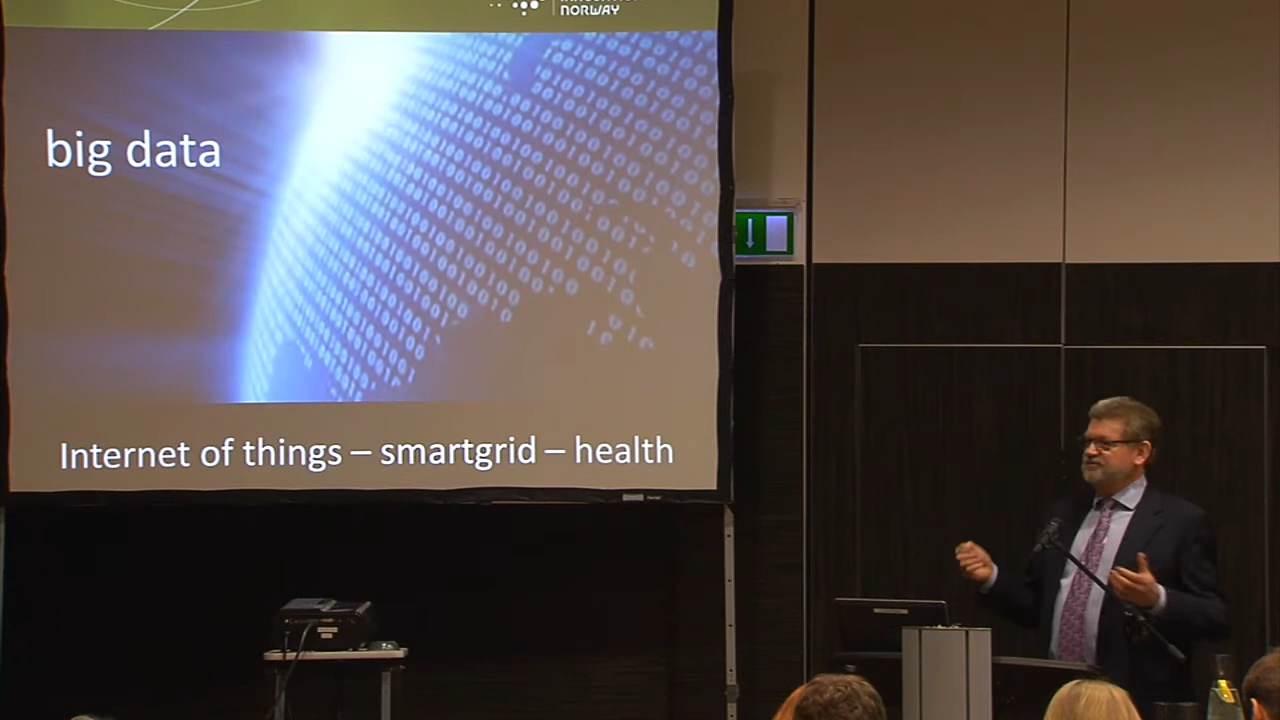 NORWAY
big data
Internet of things – smartgrid – health